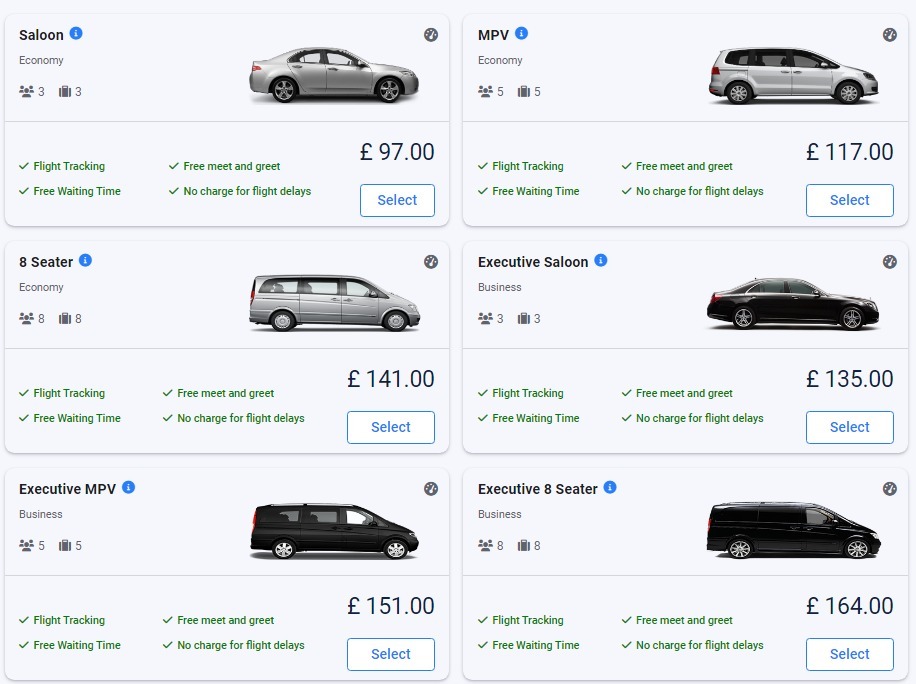 Saloon
Economy
3 3
Flight Tracking Free meet and greet
Free Waiting Time No charge for flight delays
£ 97.00
Select
MPV
Economy
5 5
Flight Tracking Free meet and greet
Free Waiting Time No charge for flight delays
£ 117.00
Select
8 Seater
Economy
8 8
Flight Tracking Free meet and greet
Free Waiting Time No charge for flight delays
£ 141.00
Select
Executive Saloon
Business
3 3
Flight Tracking Free meet and greet
Free Waiting Time No charge for flight delays
£ 135.00
Select
Executive MPV
Business
5 5
Flight Tracking Free meet and greet
Free Waiting Time No charge for flight delays
£ 151.00
Select
Executive 8 Seater
Business
8 8
Flight Tracking Free meet and greet
Free Waiting Time No charge for flight delays
£ 164.00
Select